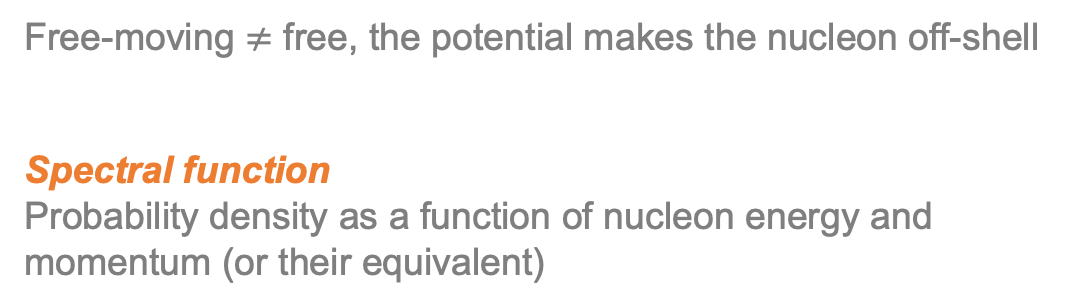 Free-moving ≠ free, the potential makes the nucleon off-shell
Spectral function
Probability density as a function of nucleon energy and
momentum (or their equivalent)